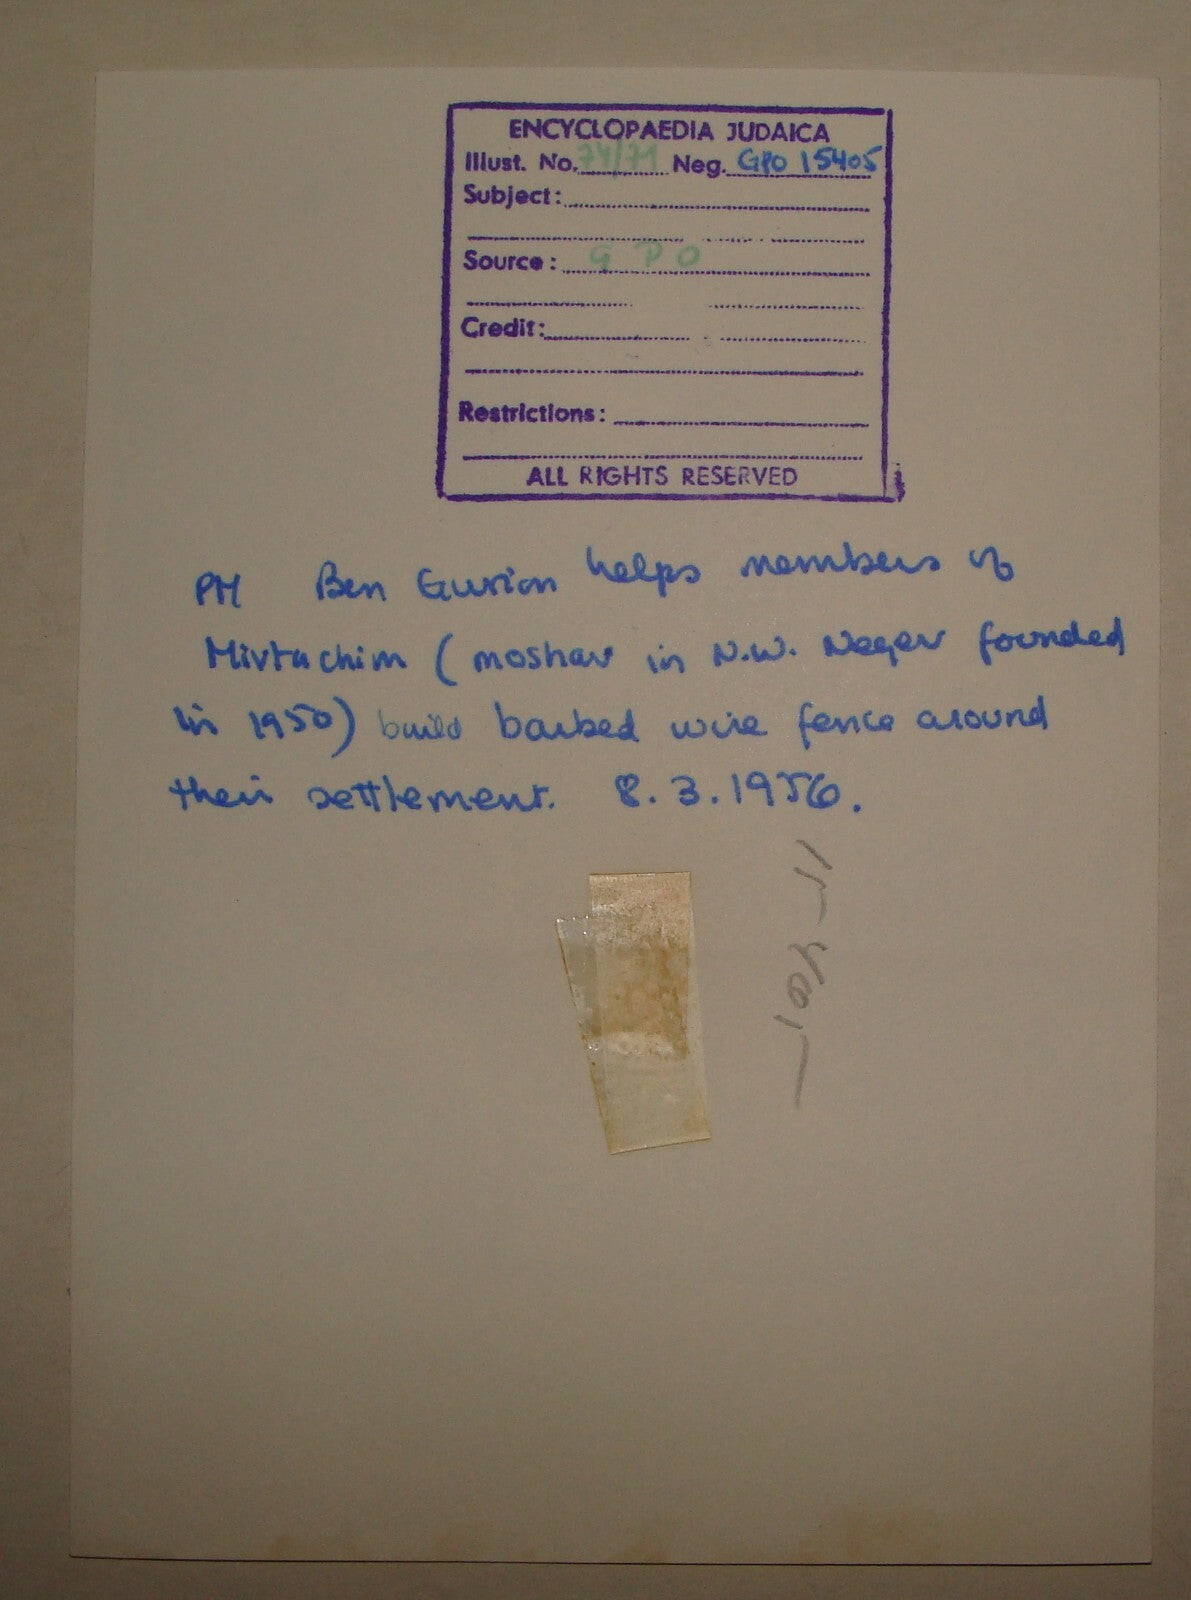 ENCYCLOPAEDIA JUDAICA
Illust. No. 74/71 Neg. GPO 15405
Subject:
Source: GPO
Credit:
Restrictions:
ALL RIGHTS RESERVED
PM Ben Gurion helps members of
Mivtachim (moshav in N.W. Negev founded
in 1950) build barbed wire fence around
their settlement. 8.3.1956.